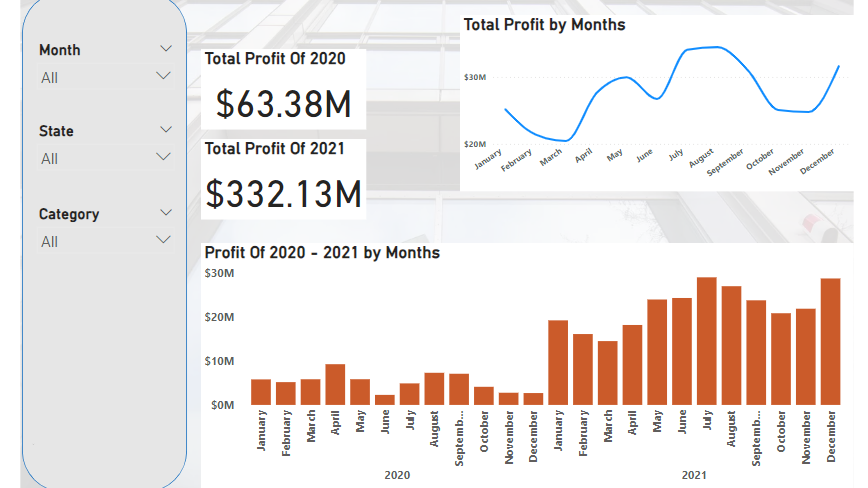 Month
All
State
All
Category
All
Total Profit Of 2020
$63.38M
Total Profit Of 2021
$332.13M
Total Profit by Months
$30M
$20M
January
February
March
April
May
June
July
August
September
October
November
December
Profit Of 2020 - 2021 by Months
$30M
$20M
$10M
$0M
January
February
March
April
May
June
July
August
Septemb...
October
November
December
January
February
March
April
May
June
July
August
Septemb...
October
November
December
2020
2021